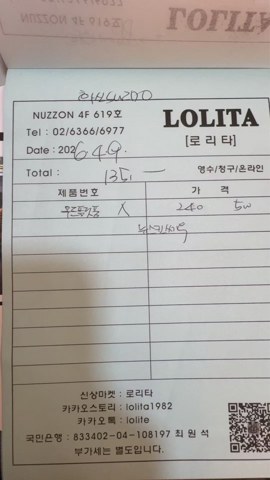 LOLITA
NUZZON 4F 619호
[로리타]
Tel : 02/6366/6977
Date : 202
Total :
영수/청구/온라인
제품번호 가격
240
신상마켓 : 로리타
카카오스토리 : lolita1982
카카오톡 : lolite
국민은행 : 833402-04-108197 최원석
부가세는 별도입니다.